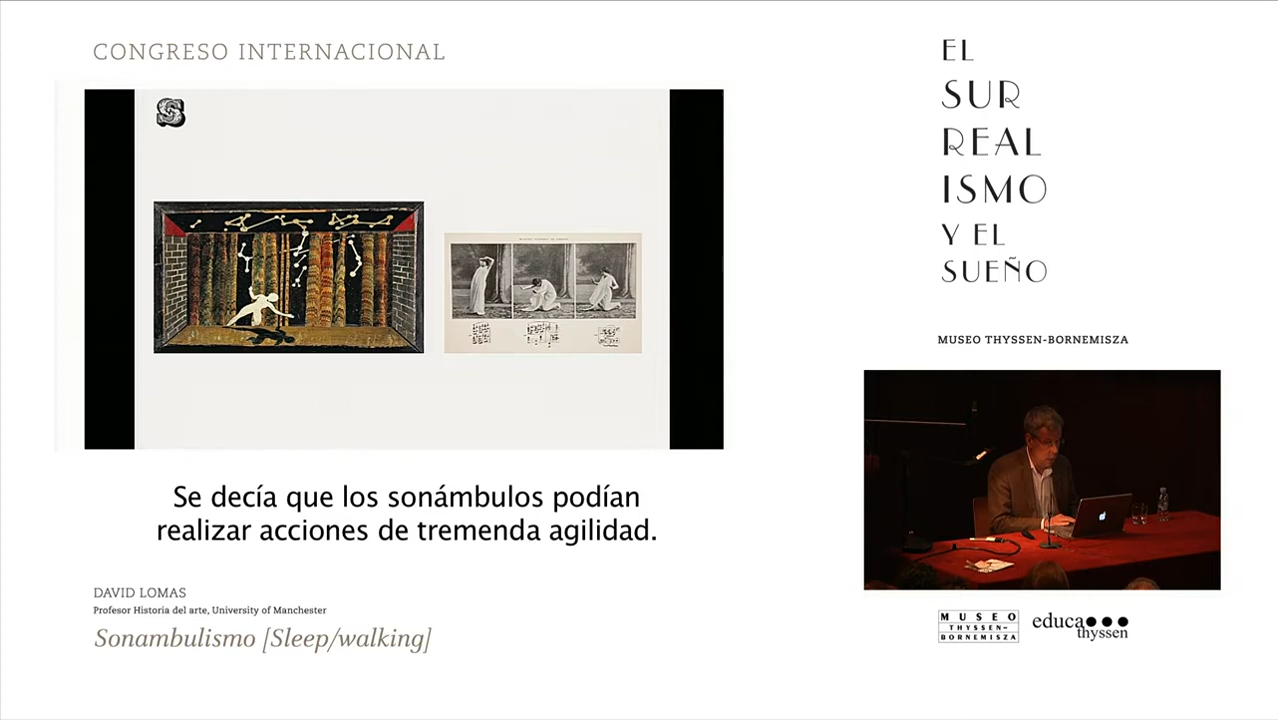 CONGRESO INTERNACIONAL
S
Se decía que los sonámbulos podían
realizar acciones de tremenda agilidad.
DAVID LOMAS
Profesor Historia del arte, University of Manchester
Sonambulismo [Sleep/walking]
EL
SUR
REAL
ISMO
Y EL
SUEÑO
MUSEO THYSSEN-BORNEMISZA
MUSEO
THYSSEN-
BORNEMISZA
educa
thyssen